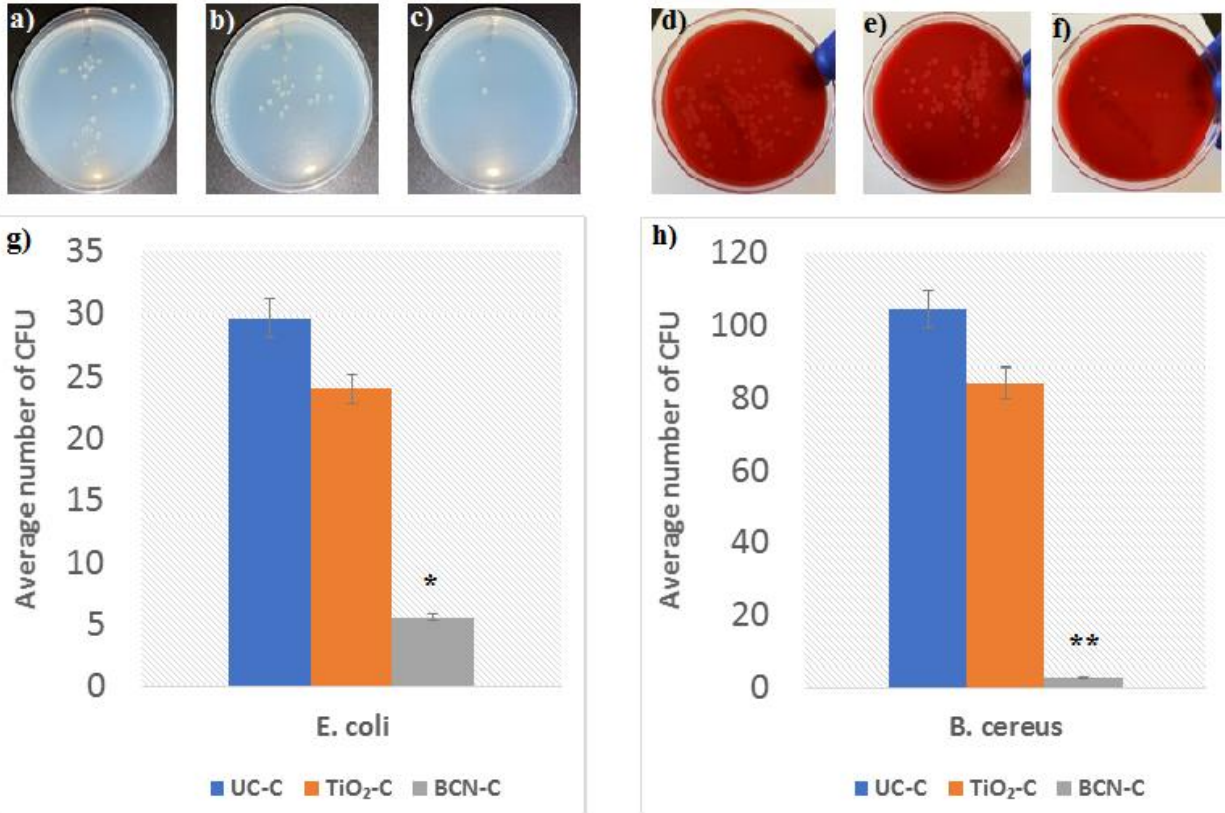 a)
b)
c)
d)
e)
f)
g)
Average number of CFU
35
30
25
20
15
10
5
0
*
E. coli
UC-C TiO₂-C BCN-C
h)
Average number of CFU
120
100
80
60
40
20
0
**
B. cereus
UC-C TiO₂-C BCN-C